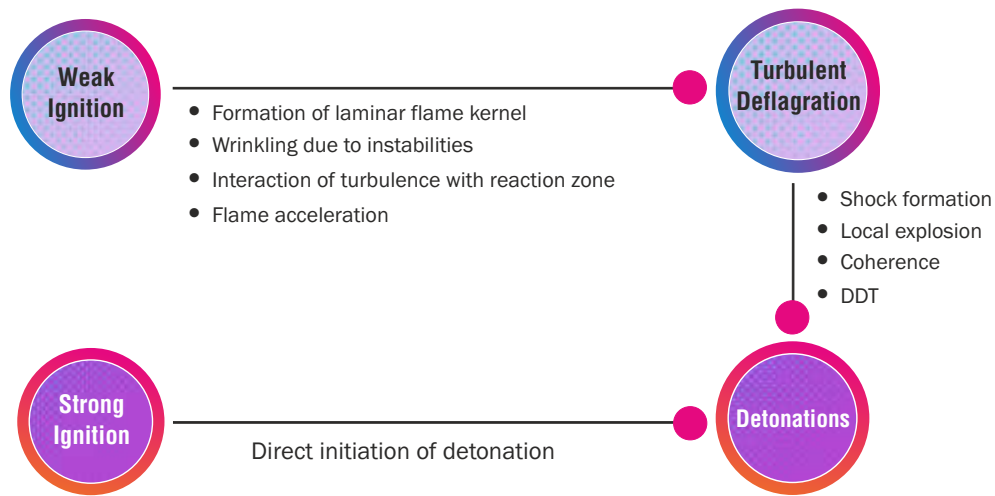 Weak
Ignition
Turbulent
Deflagration
• Formation of laminar flame kernel
• Wrinkling due to instabilities
• Interaction of turbulence with reaction zone
• Flame acceleration
• Shock formation
• Local explosion
• Coherence
• DDT
Strong
Ignition
Direct initiation of detonation
Detonations